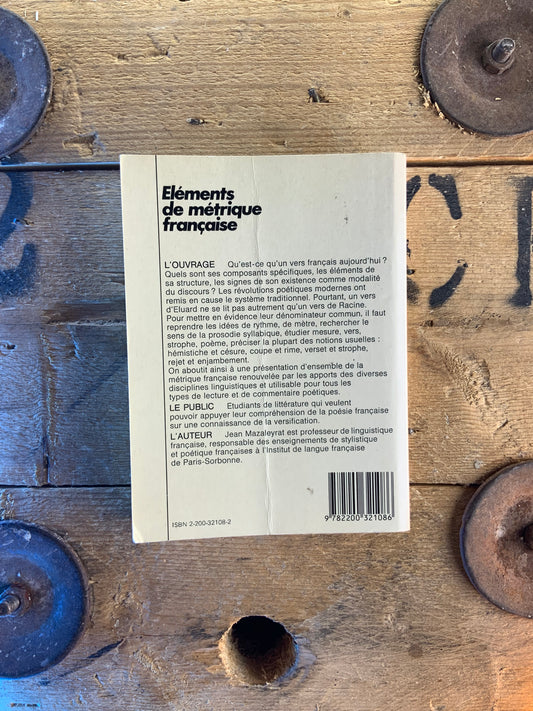 Eléments
de métrique
française
L'OUVRAGE Qu'est-ce qu'un vers français aujourd'hui ?
Quels sont ses composants spécifiques, les éléments de
sa structure, les signes de son existence comme modalité
du discours ? Les révolutions poétiques modernes ont
remis en cause le système traditionnel. Pourtant, un vers
d'Eluard ne se lit pas autrement qu'un vers de Racine.
Pour mettre en évidence leur dénominateur commun, il faut
reprendre les idées de rythme, de mètre, rechercher le
sens de la prosodie syllabique, étudier mesure, vers,
strophe, poème, préciser la plupart des notions usuelles :
hémistiche et césure, coupe et rime, verset et strophe,
rejet et enjambement.
On aboutit ainsi à une présentation d'ensemble de la
métrique française renouvelée par les apports des diverses
disciplines linguistiques et utilisable pour tous les
types de lecture et de commentaire poétiques.
LE PUBLIC Etudiants de littérature qui veulent
pouvoir appuyer leur compréhension de la poésie française
sur une connaissance de la versification.
L'AUTEUR Jean Mazaleyrat est professeur de linguistique
française, responsable des enseignements de stylistique
et poétique françaises à l'Institut de langue française
de Paris-Sorbonne.
ISBN 2-200-32108-2
9 782200 321086